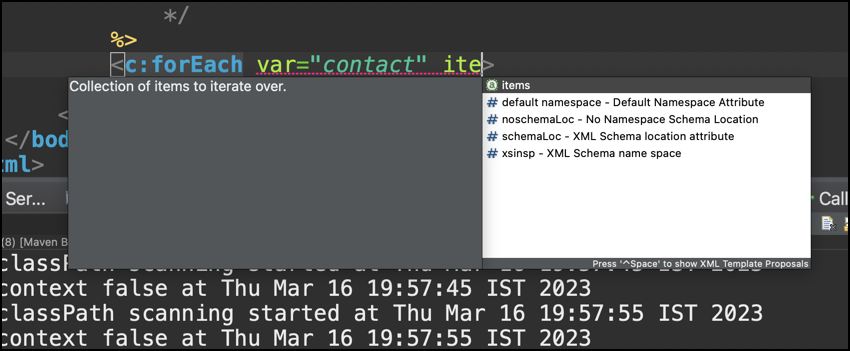 */
%>
<c:forEach var="contact" ite>
Collection of items to iterate over.
items
default namespace - Default Namespace Attribute
noschemaLoc - No Namespace Schema Location
schemaLoc - XML Schema location attribute
xsinsp - XML Schema name space
Press '^Space' to show XML Template Proposals
<
</body
tml>
Ser...
Call
(8) [Maven B
classPath scanning started at Thu Mar 16 19:57:45 IST 2023
context false at Thu Mar 16 19:57:45 IST 2023
classPath scanning started at Thu Mar 16 19:57:55 IST 2023
context false at Thu Mar 16 19:57:55 IST 2023